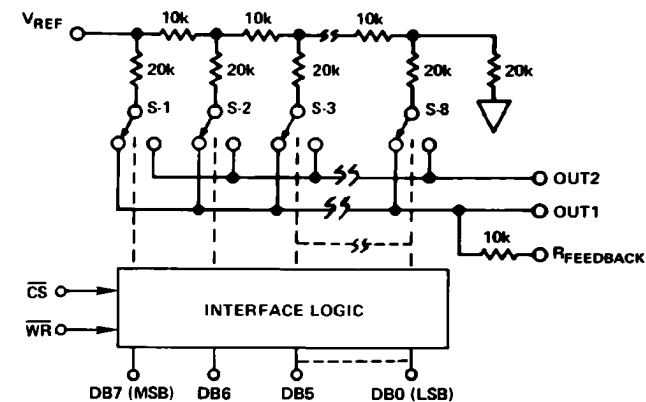 VREF 10k 10k 10k
20k 20k 20k 20k 20k
S-1 S-2 S-3 S-8
OUT2
OUT1
10k
RFEEDBACK
CS
INTERFACE LOGIC
WR
DB7 (MSB) DB6 DB5 DB0 (LSB)